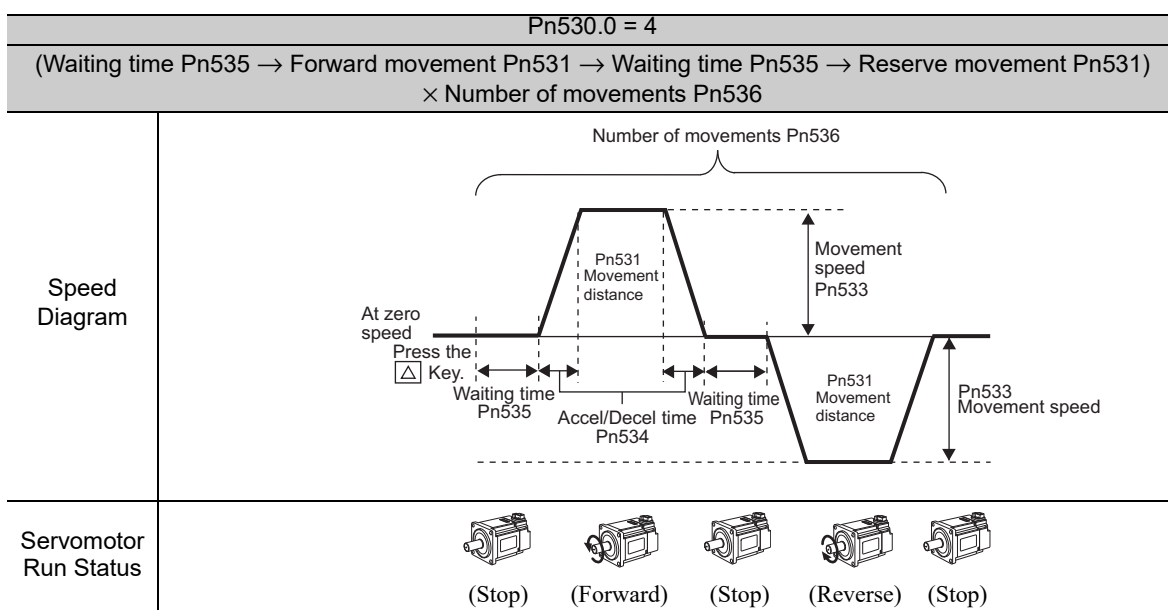 Pn530.0 = 4
(Waiting time Pn535 → Forward movement Pn531 → Waiting time Pn535 → Reserve movement Pn531)
× Number of movements Pn536
Speed
Diagram
Number of movements Pn536
Pn531
Movement
distance
Movement
speed
Pn533
At zero
speed
Press the
△ Key.
Waiting time
Pn535
Accel/Decel time
Pn534
Waiting time
Pn535
Pn531
Movement
distance
Pn533
Movement speed
Servomotor
Run Status
(Stop) (Forward) (Stop) (Reverse) (Stop)